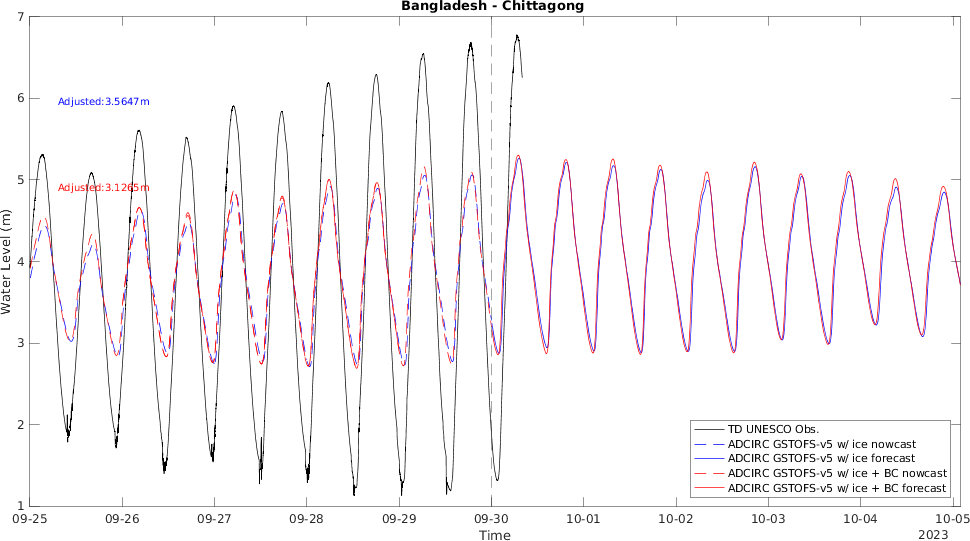 Bangladesh - Chittagong
7
6
5
4
3
2
1
Water Level (m)
Adjusted:3.5647m
Adjusted:3.1265m
TD UNESCO Obs.
ADCIRC GSTOFS-v5 w/ ice nowcast
ADCIRC GSTOFS-v5 w/ ice forecast
ADCIRC GSTOFS-v5 w/ ice + BC nowcast
ADCIRC GSTOFS-v5 w/ ice + BC forecast
09-25 09-26 09-27 09-28 09-29 09-30 10-01 10-02 10-03 10-04 10-05
Time
2023